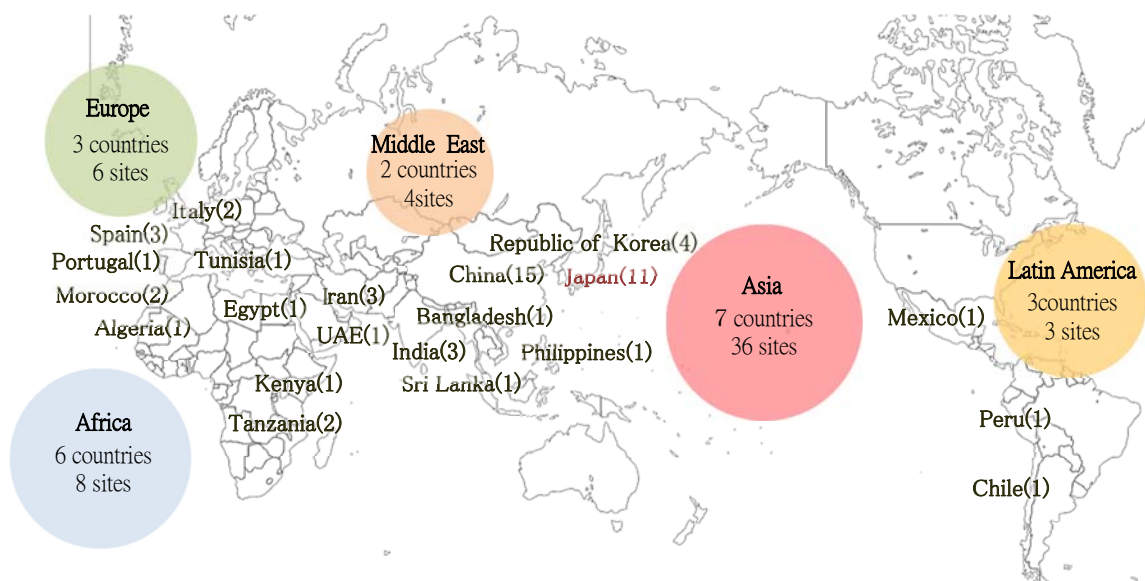 Europe
3 countries
6 sites
Middle East
2 countries
4sites
Italy(2)
Spain(3)
Portugal(1)
Tunisia(1)
Morocco(2)
Algeria(1)
Egypt(1)
Iran(3)
UAE(1)
Kenya(1)
Tanzania(2)
Africa
6 countries
8 sites
Republic of Korea(4)
China(15)
Japan(11)
Bangladesh(1)
India(3)
Philippines(1)
Sri Lanka(1)
Asia
7 countries
36 sites
Latin America
3countries
3 sites
Mexico(1)
Peru(1)
Chile(1)